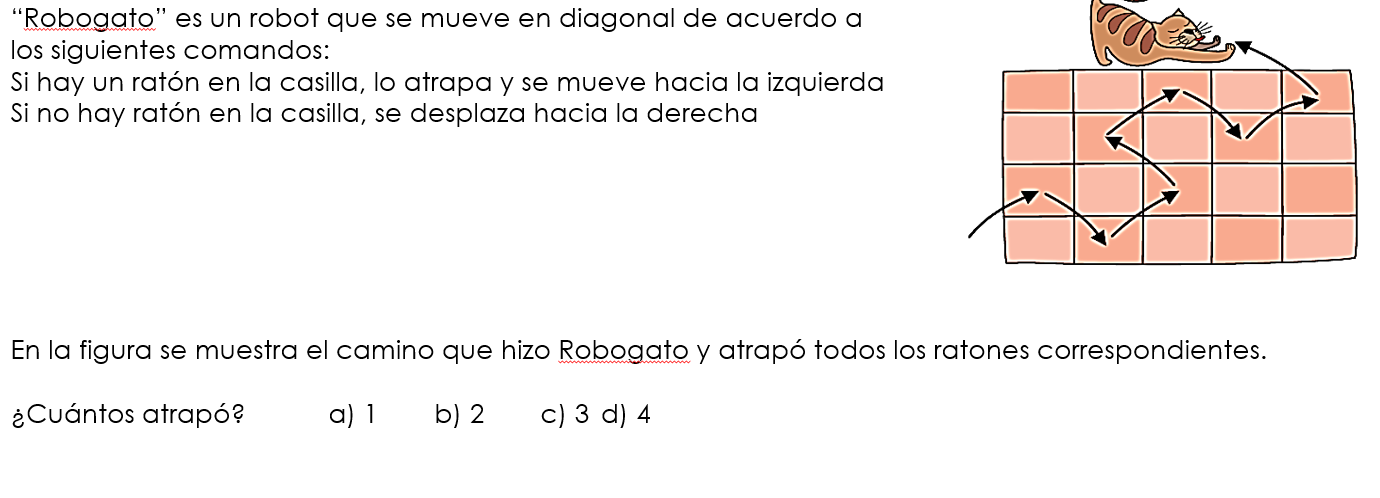 “Robogato” es un robot que se mueve en diagonal de acuerdo a
los siguientes comandos:
Si hay un ratón en la casilla, lo atrapa y se mueve hacia la izquierda
Si no hay ratón en la casilla, se desplaza hacia la derecha
En la figura se muestra el camino que hizo Robogato y atrapó todos los ratones correspondientes.
¿Cuántos atrapó? a) 1 b) 2 c) 3 d) 4